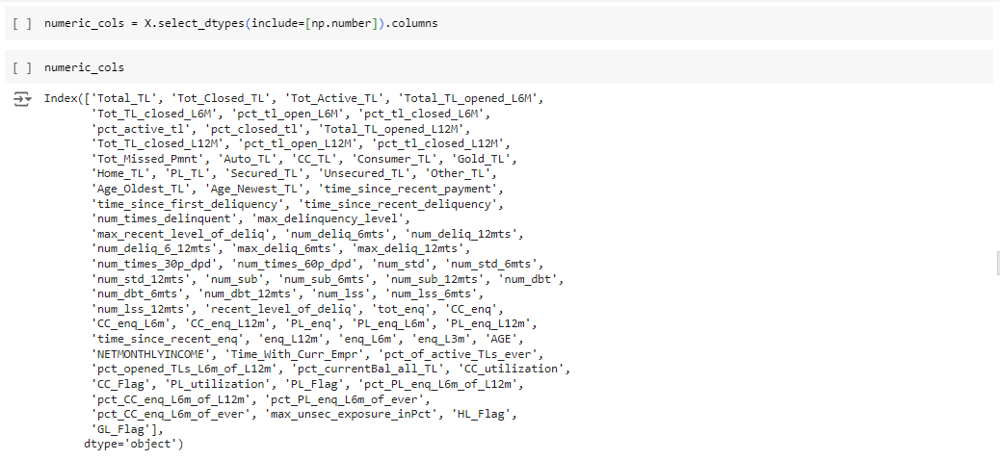 [ ] numeric_cols = X.select_dtypes(include=[np.number]).columns
[ ] numeric_cols
Index(['Total_TL', 'Tot_Closed_TL', 'Tot_Active_TL', 'Total_TL_opened_L6M',
'Tot_TL_closed_L6M', 'pct_tl_open_L6M', 'pct_tl_closed_L6M',
'pct_active_tl', 'pct_closed_tl', 'Total_TL_opened_L12M',
'Tot_TL_closed_L12M', 'pct_tl_open_L12M', 'pct_tl_closed_L12M',
'Tot_Missed_Pmnt', 'Auto_TL', 'CC_TL', 'Consumer_TL', 'Gold_TL',
'Home_TL', 'PL_TL', 'Secured_TL', 'Unsecured_TL', 'Other_TL',
'Age_Oldest_TL', 'Age_Newest_TL', 'time_since_recent_payment',
'time_since_first_deliquency', 'time_since_recent_deliquency',
'num_times_delinquent', 'max_delinquency_level',
'max_recent_level_of_deliq', 'num_deliq_6mts', 'num_deliq_12mts',
'num_deliq_6_12mts', 'max_deliq_6mts', 'max_deliq_12mts',
'num_times_30p_dpd', 'num_times_60p_dpd', 'num_std', 'num_std_6mts',
'num_std_12mts', 'num_sub', 'num_sub_6mts', 'num_sub_12mts', 'num_dbt',
'num_dbt_6mts', 'num_dbt_12mts', 'num_lss', 'num_lss_6mts',
'num_lss_12mts', 'recent_level_of_deliq', 'tot_enq', 'CC_enq',
'CC_enq_L6m', 'CC_enq_L12m', 'PL_enq', 'PL_enq_L6m', 'PL_enq_L12m',
'time_since_recent_enq', 'enq_L12m', 'enq_L6m', 'enq_L3m', 'AGE',
'NETMONTHLYINCOME', 'Time_With_Curr_Empr', 'pct_of_active_TLs_ever',
'pct_opened_TLs_L6m_of_L12m', 'pct_currentBal_all_TL', 'CC_utilization',
'CC_Flag', 'PL_utilization', 'PL_Flag', 'pct_PL_enq_L6m_of_L12m',
'pct_CC_enq_L6m_of_L12m', 'pct_PL_enq_L6m_of_ever',
'pct_CC_enq_L6m_of_ever', 'max_unsec_exposure_inPct', 'HL_Flag',
'GL_Flag'],
dtype='object')